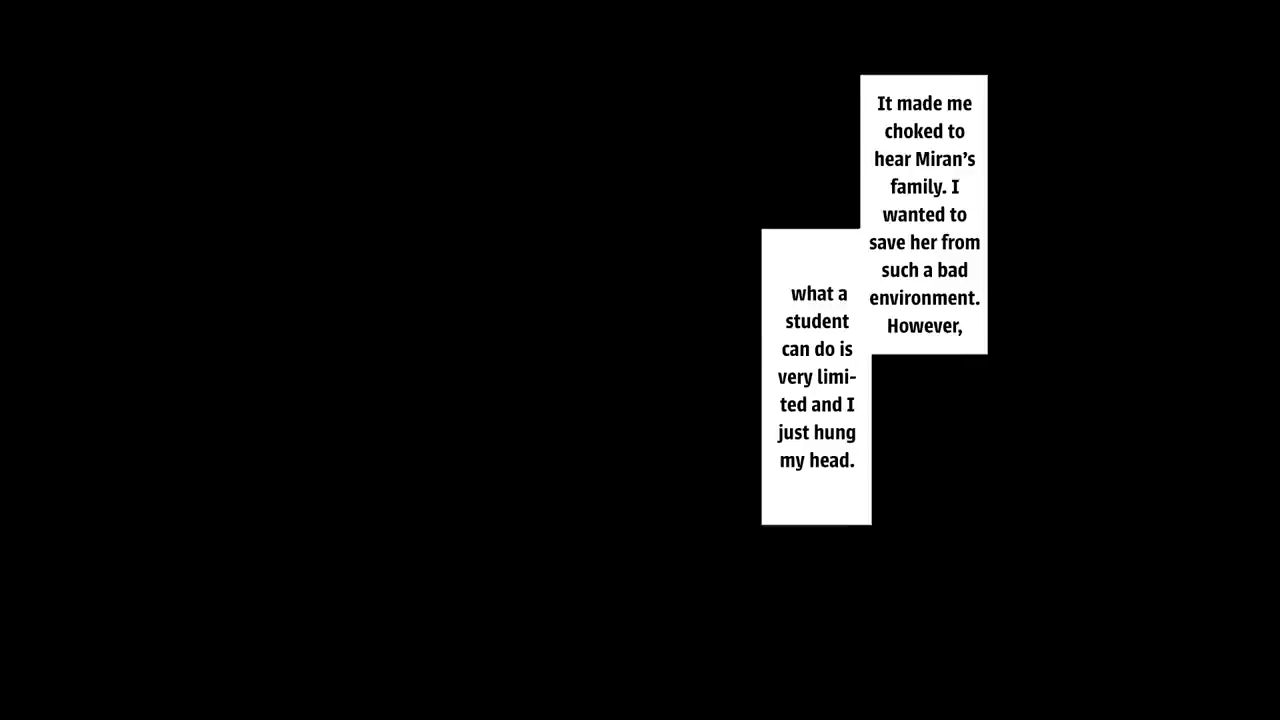 It made me
choked to
hear Miran’s
family. I
wanted to
save her from
such a bad
environment.
However,
what a
student
can do is
very limi-
ted and I
just hung
my head.